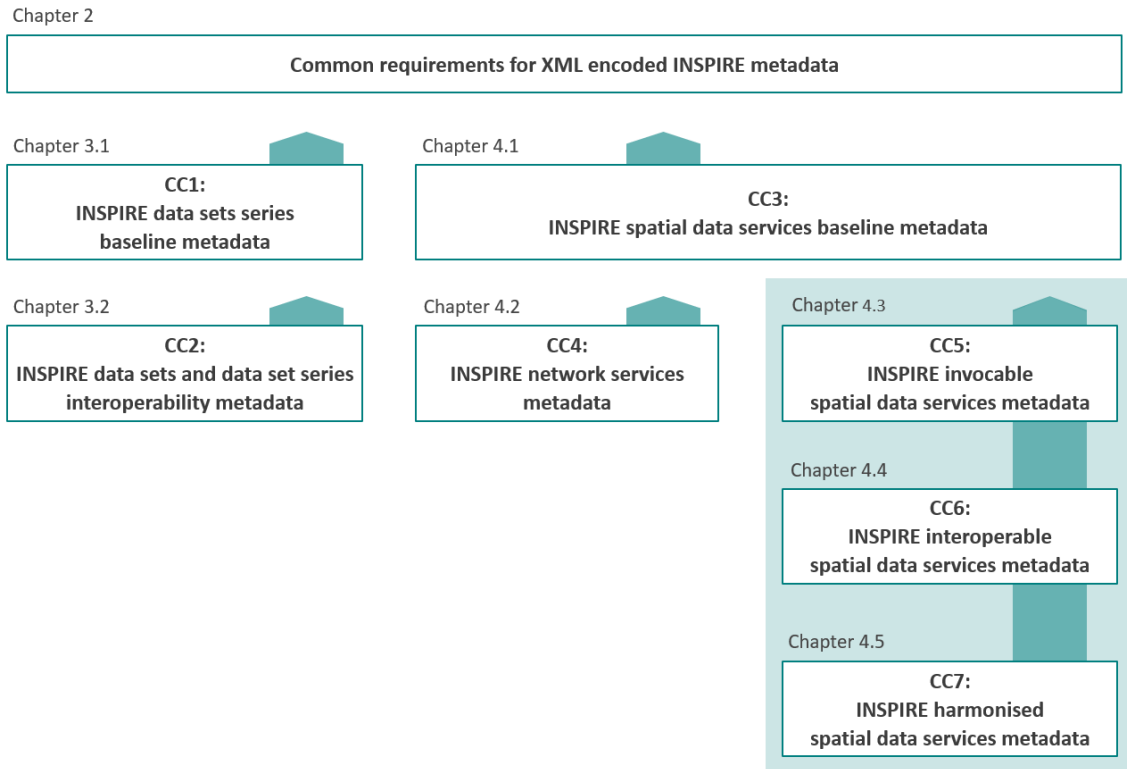 Chapter 2
Common requirements for XML encoded INSPIRE metadata
Chapter 3.1
CC1:
INSPIRE data sets series
baseline metadata
Chapter 4.1
CC3:
INSPIRE spatial data services baseline metadata
Chapter 3.2
CC2:
INSPIRE data sets and data set series
interoperability metadata
Chapter 4.2
CC4:
INSPIRE network services
metadata
Chapter 4.3
CC5:
INSPIRE invocable
spatial data services metadata
Chapter 4.4
CC6:
INSPIRE interoperable
spatial data services metadata
Chapter 4.5
CC7:
INSPIRE harmonised
spatial data services metadata